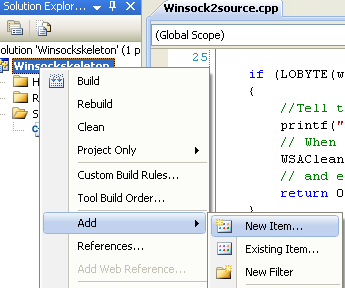 Solution Explor...
Winsock2source.cpp
(Global Scope)
olution 'Winsockskeleton' (1 p
Winsockskeleton
H
R
S
25
if (LOBYTE(w
{
//Tell t
printf("
// When
WSAClean
// and e
return 0
Build
Rebuild
Clean
Project Only
Custom Build Rules...
Tool Build Order...
Add
References...
Add Web Reference...
New Item...
Existing Item...
New Filter